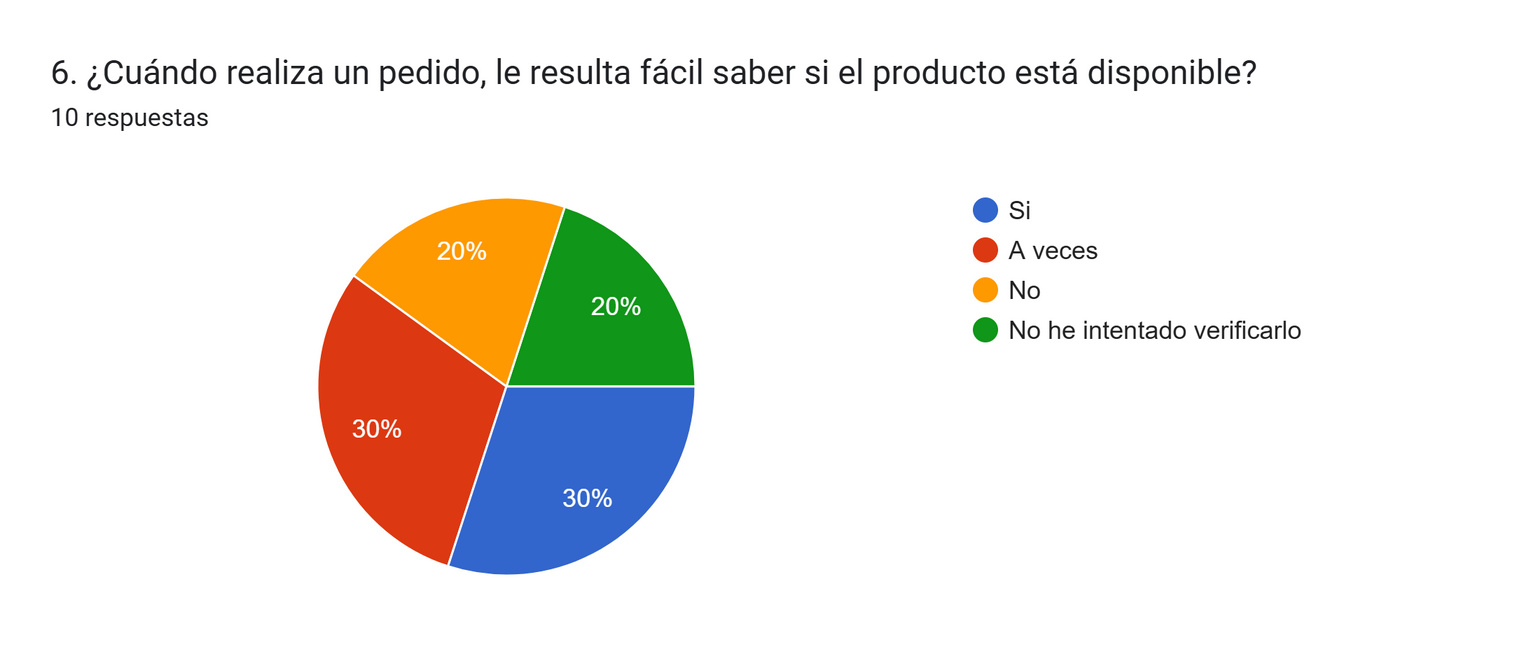 6. ¿Cuándo realiza un pedido, le resulta fácil saber si el producto está disponible?
10 respuestas
Si
A veces
No
No he intentado verificarlo
20%
20%
30%
30%